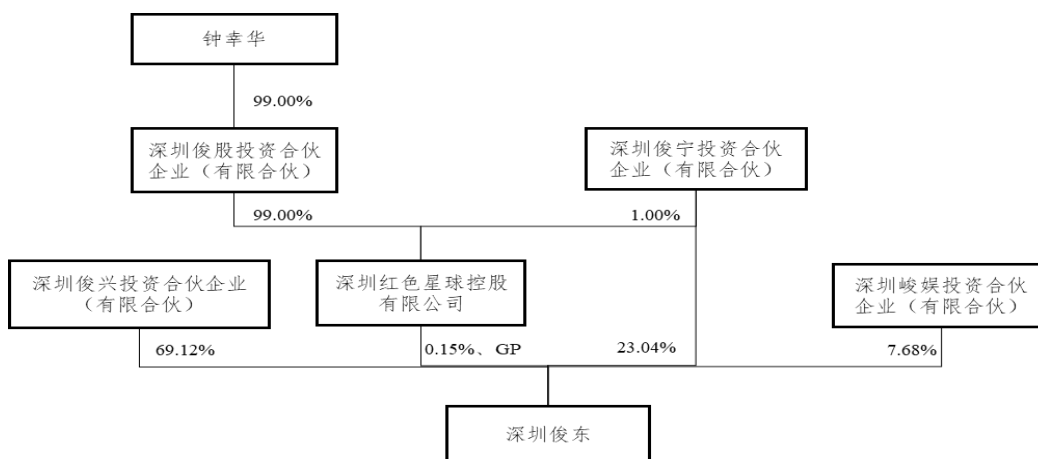 钟幸华
99.00%
深圳俊股投资合伙
企业（有限合伙）
深圳俊宁投资合伙
企业（有限合伙）
99.00%
1.00%
深圳俊兴投资合伙企业
（有限合伙）
深圳红色星球控股
有限公司
深圳峻娱投资合伙
企业（有限合伙）
69.12%
0.15%、GP
23.04%
7.68%
深圳俊东